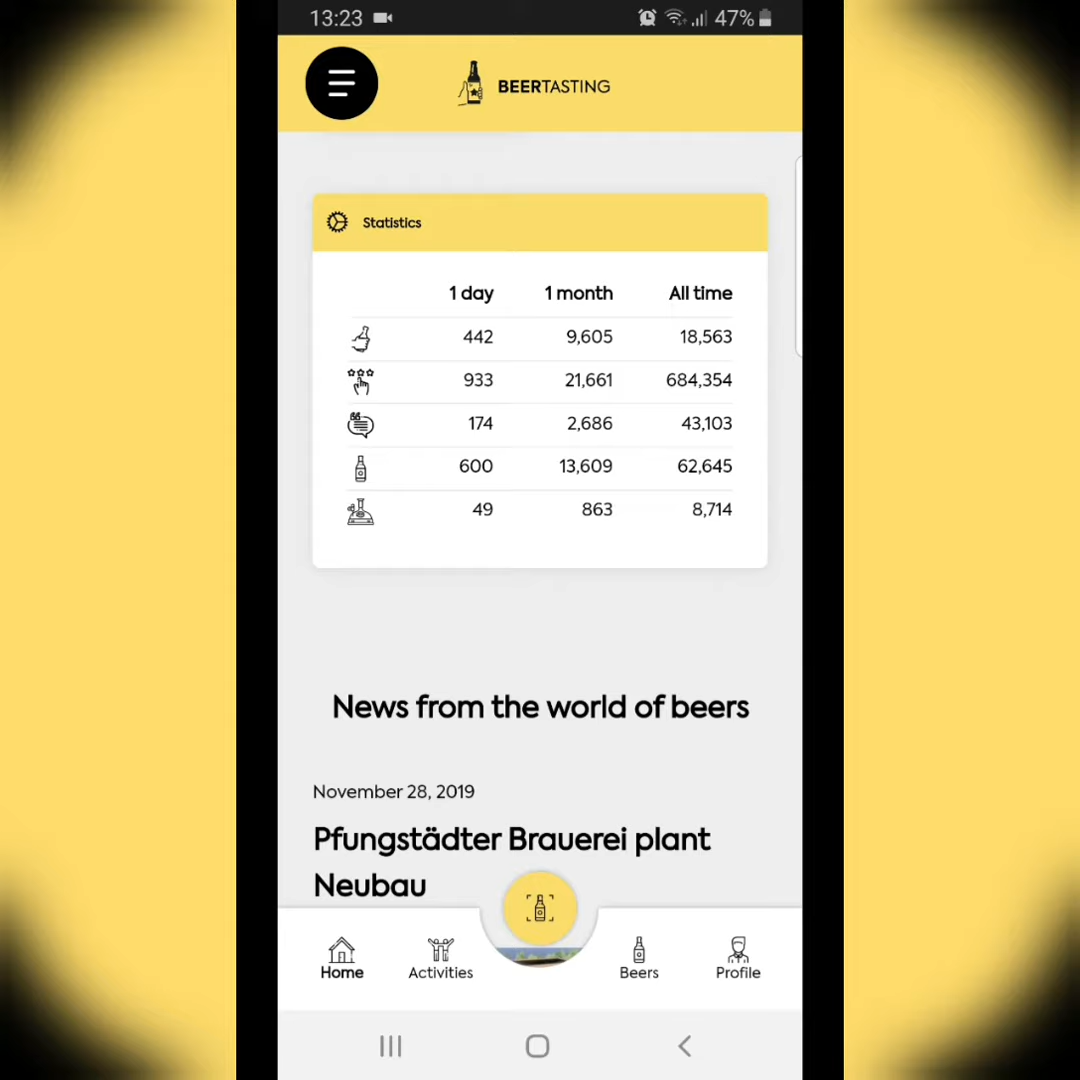 13:23 47%
BEERTASTING
Statistics
1 day 1 month All time
442 9,605 18,563
933 21,661 684,354
174 2,686 43,103
600 13,609 62,645
49 863 8,714
News from the world of beers
November 28, 2019
Pfungstädter Brauerei plant
Neubau
Home Activities Beers Profile